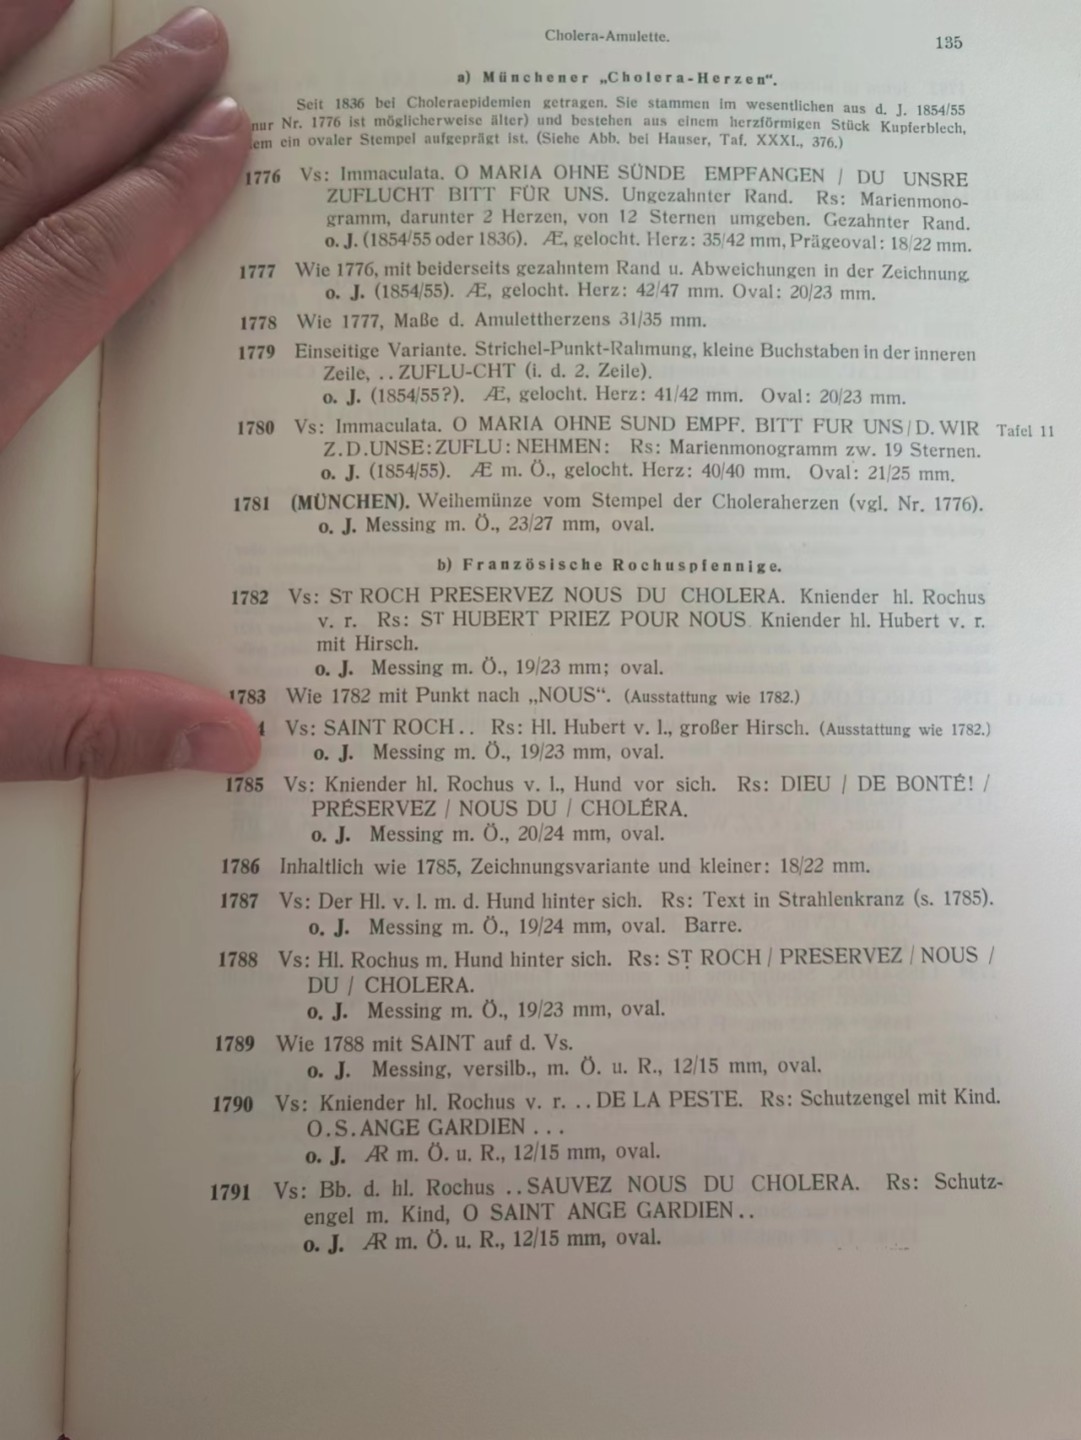 Cholera-Amulette.
135
a) Münchener „Cholera-Herzen“.
Seit 1836 bei Choleraepidemien getragen. Sie stammen im wesentlichen aus d. J. 1854/55
nur Nr. 1776 ist möglicherweise älter) und bestehen aus einem herzförmigen Stück Kupferblech,
em ein ovaler Stempel aufgeprägt ist. (Siehe Abb. bei Hauser, Taf. XXXI., 376.)
1776 Vs: Immaculata. O MARIA OHNE SÜNDE EMPFANGEN / DU UNSRE
ZUFLUCHT BITT FÜR UNS. Ungezahnter Rand. Rs: Marienmono-
gramm, darunter 2 Herzen, von 12 Sternen umgeben. Gezahnter Rand.
o. J. (1854/55 oder 1836). Æ, gelocht. Herz: 35/42 mm, Prägeoval: 18/22 mm.
1777 Wie 1776, mit beiderseits gezahntem Rand u. Abweichungen in der Zeichnung
o. J. (1854/55). Æ, gelocht. Herz: 42/47 mm. Oval: 20/23 mm.
1778 Wie 1777, Maße d. Amulettherzens 31/35 mm.
1779 Einseitige Variante. Strichel-Punkt-Rahmung, kleine Buchstaben in der inneren
Zeile, .. ZUFLU-CHT (i. d. 2. Zeile).
o. J. (1854/55?). Æ, gelocht. Herz: 41/42 mm. Oval: 20/23 mm.
1780 Vs: Immaculata. O MARIA OHNE SUND EMPF. BITT FUR UNS / D. WIR Tafel 11
Z.D.UNSE:ZUFLU: NEHMEN: Rs: Marienmonogramm zw. 19 Sternen.
o. J. (1854/55). Æ m. Ö., gelocht. Herz: 40/40 mm. Oval: 21/25 mm.
1781 (MÜNCHEN). Weihemünze vom Stempel der Choleraherzen (vgl. Nr. 1776).
o. J. Messing m. Ö., 23/27 mm, oval.
b) Französische Rochuspfennige.
1782 Vs: ST ROCH PRESERVEZ NOUS DU CHOLERA. Kniender hl. Rochus
v. r. Rs: ST HUBERT PRIEZ POUR NOUS Kniender hl. Hubert v. r.
mit Hirsch.
o. J. Messing m. Ö., 19/23 mm; oval.
1783 Wie 1782 mit Punkt nach „NOUS“. (Ausstattung wie 1782.)
4 Vs: SAINT ROCH.. Rs: Hl. Hubert v. l., großer Hirsch. (Ausstattung wie 1782.)
o. J. Messing m. Ö., 19/23 mm, oval.
1785 Vs: Kniender hl. Rochus v. l., Hund vor sich. Rs: DIEU / DE BONTÉ! /
PRÉSERVEZ / NOUS DU / CHOLÉRA.
o. J. Messing m. Ö., 20/24 mm, oval.
1786 Inhaltlich wie 1785, Zeichnungsvariante und kleiner: 18/22 mm.
1787 Vs: Der Hl. v. l. m. d. Hund hinter sich. Rs: Text in Strahlenkranz (s. 1785).
o. J. Messing m. Ö., 19/24 mm, oval. Barre.
1788 Vs: Hl. Rochus m. Hund hinter sich. Rs: ST ROCH / PRESERVEZ / NOUS /
DU / CHOLERA.
o. J. Messing m. Ö., 19/23 mm, oval.
1789 Wie 1788 mit SAINT auf d. Vs.
o. J. Messing, versilb., m. Ö. u. R., 12/15 mm, oval.
1790 Vs: Kniender hl. Rochus v. r. .. DE LA PESTE. Rs: Schutzengel mit Kind.
O.S. ANGE GARDIEN ...
o. J. ÆR m. Ö. u. R., 12/15 mm, oval.
1791 Vs: Bb. d. hl. Rochus .. SAUVEZ NOUS DU CHOLERA. Rs: Schutz-
engel m. Kind, O SAINT ANGE GARDIEN..
o. J. ÆR m. Ö. u. R., 12/15 mm, oval.